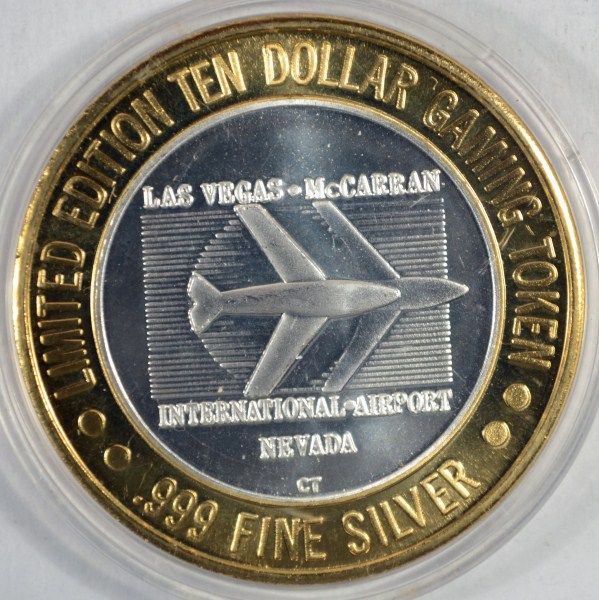 LIMITED EDITION TEN DOLLAR GAMING TOKEN
LAS VEGAS - McCARRAN
INTERNATIONAL-AIRPORT
NEVADA
CT
.999 FINE SILVER